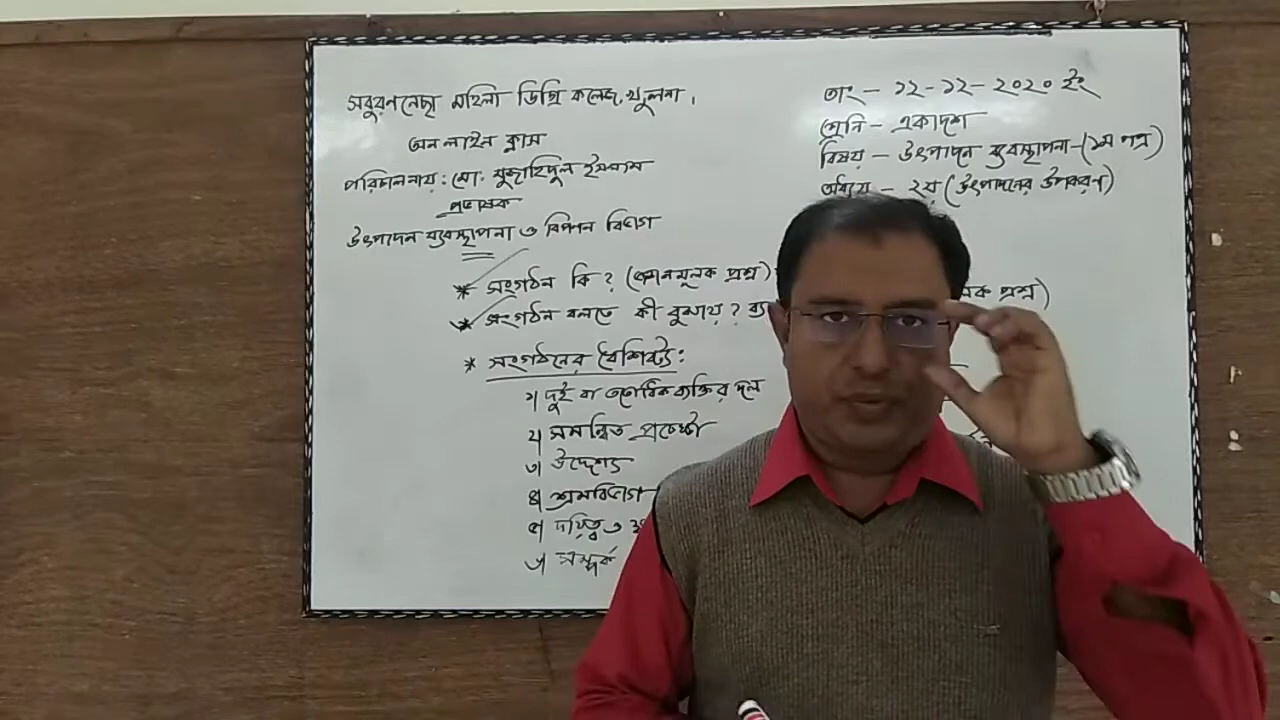 সবুরণনেছা মহিলা ডিগ্রি কলেজ, খুলনা।
অনলাইন ক্লাস
পরিচালনায়: মো: মুজাহিদুল ইসলাম
প্রভাষক
উৎপাদন ব্যবস্থাপনা ও বিপণন বিভাগ
তাং - ১২-১২-২০২০ ইং
শ্রেনি - একাদশ
বিষয় - উৎপাদন ব্যবস্থাপনা-(১ম পত্র)
অধ্যায় - ২য় (উৎপাদনের উপকরণ)
* সংগঠন কি? (জ্ঞানমূলক প্রশ্ন)
* সংগঠন বলতে কী বুঝায়? প্রশ্ন)
* সংগঠনের বৈশিষ্ট্য:
১| দুই বা ততোধিক ব্যক্তির দল
২| সমন্বিত প্রচেষ্টা
৩| উদ্দেশ্য
৪| শ্রমবিভাগ
৫| দায়িত্ব ও
৬| সম্পর্ক